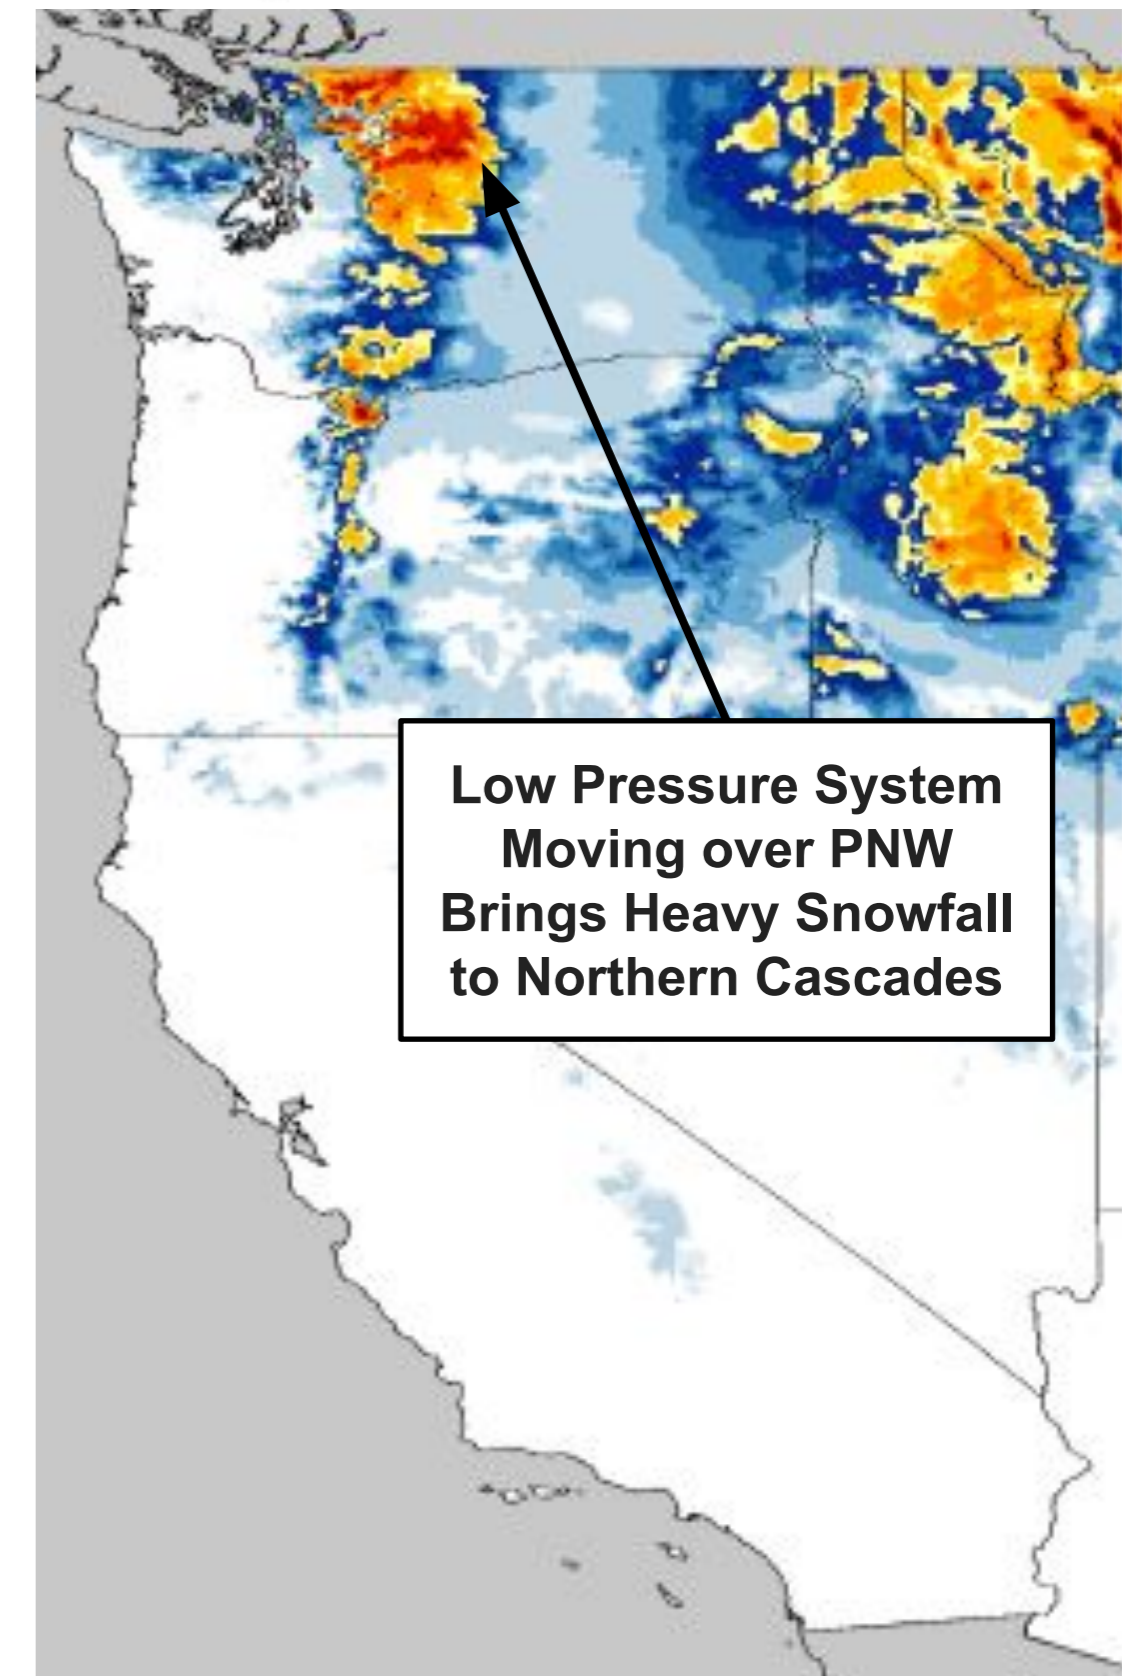 Low Pressure System
Moving over PNW
Brings Heavy Snowfall
to Northern Cascades